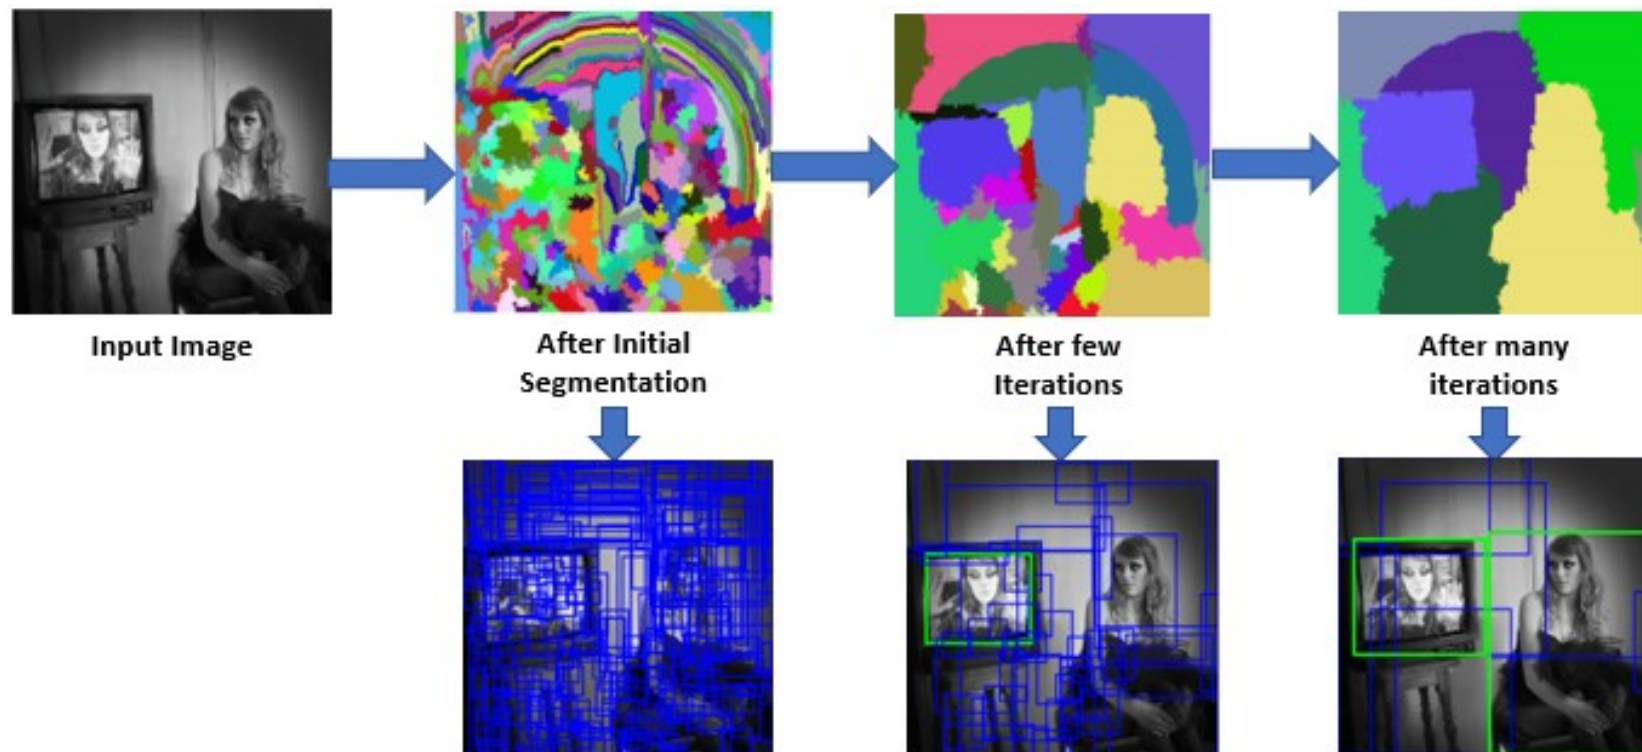 Input Image
After Initial
Segmentation
After few
Iterations
After many
iterations